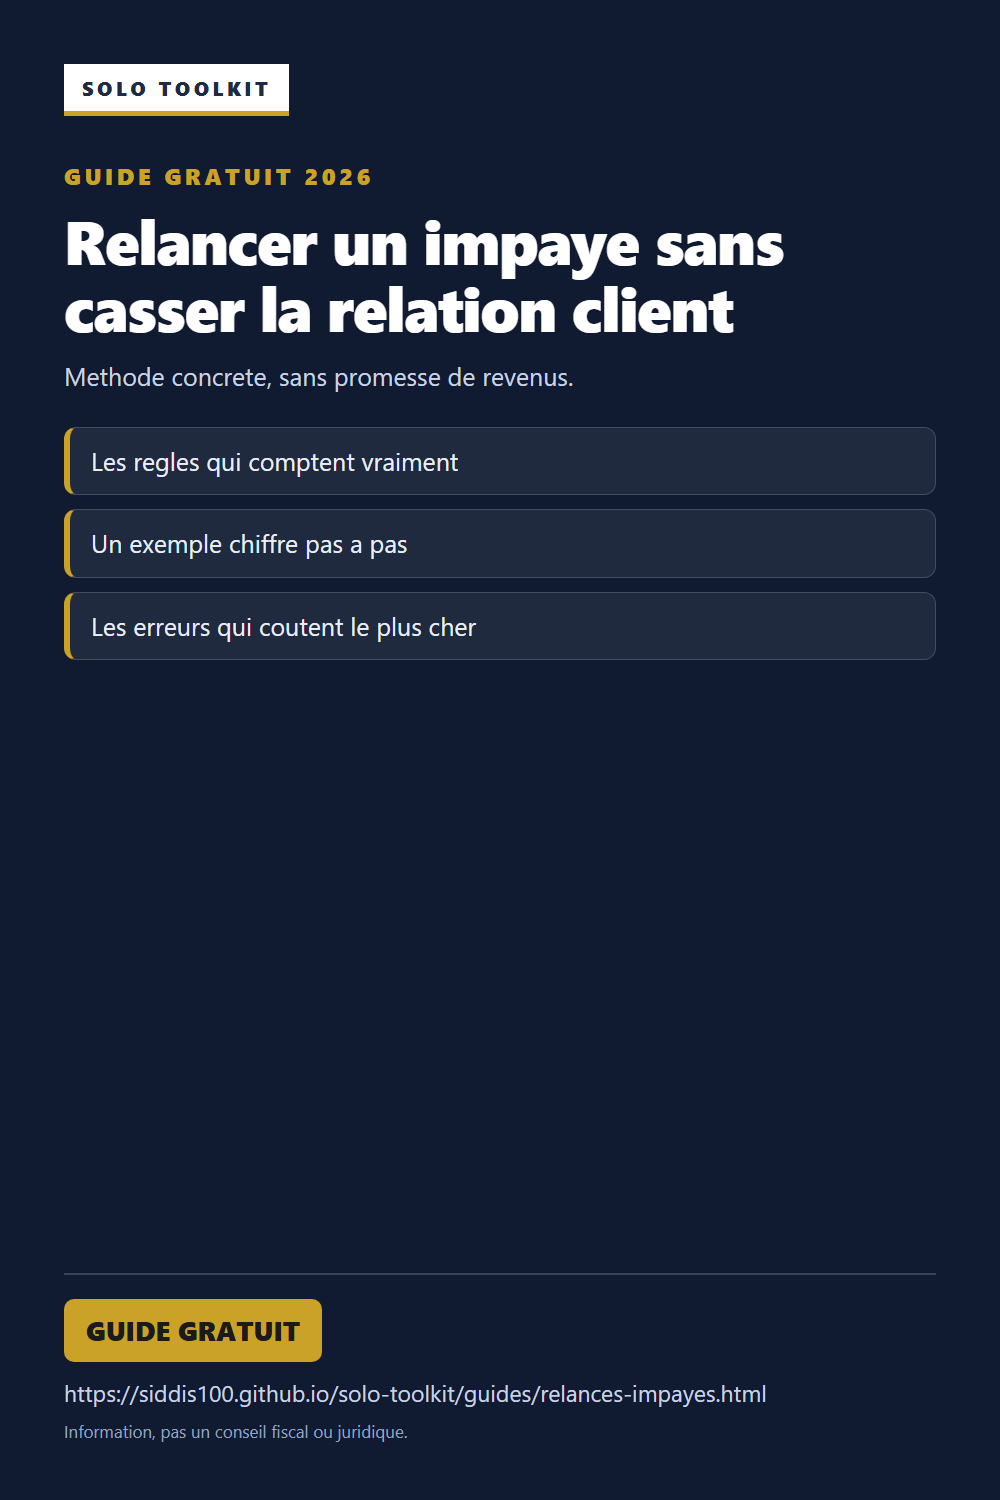 SOLO TOOLKIT
GUIDE GRATUIT 2026
Relancer un impaye sans
casser la relation client
Methode concrete, sans promesse de revenus.
Les regles qui comptent vraiment
Un exemple chiffre pas a pas
Les erreurs qui coutent le plus cher
GUIDE GRATUIT
https://siddis100.github.io/solo-toolkit/guides/relances-impayes.html
Information, pas un conseil fiscal ou juridique.